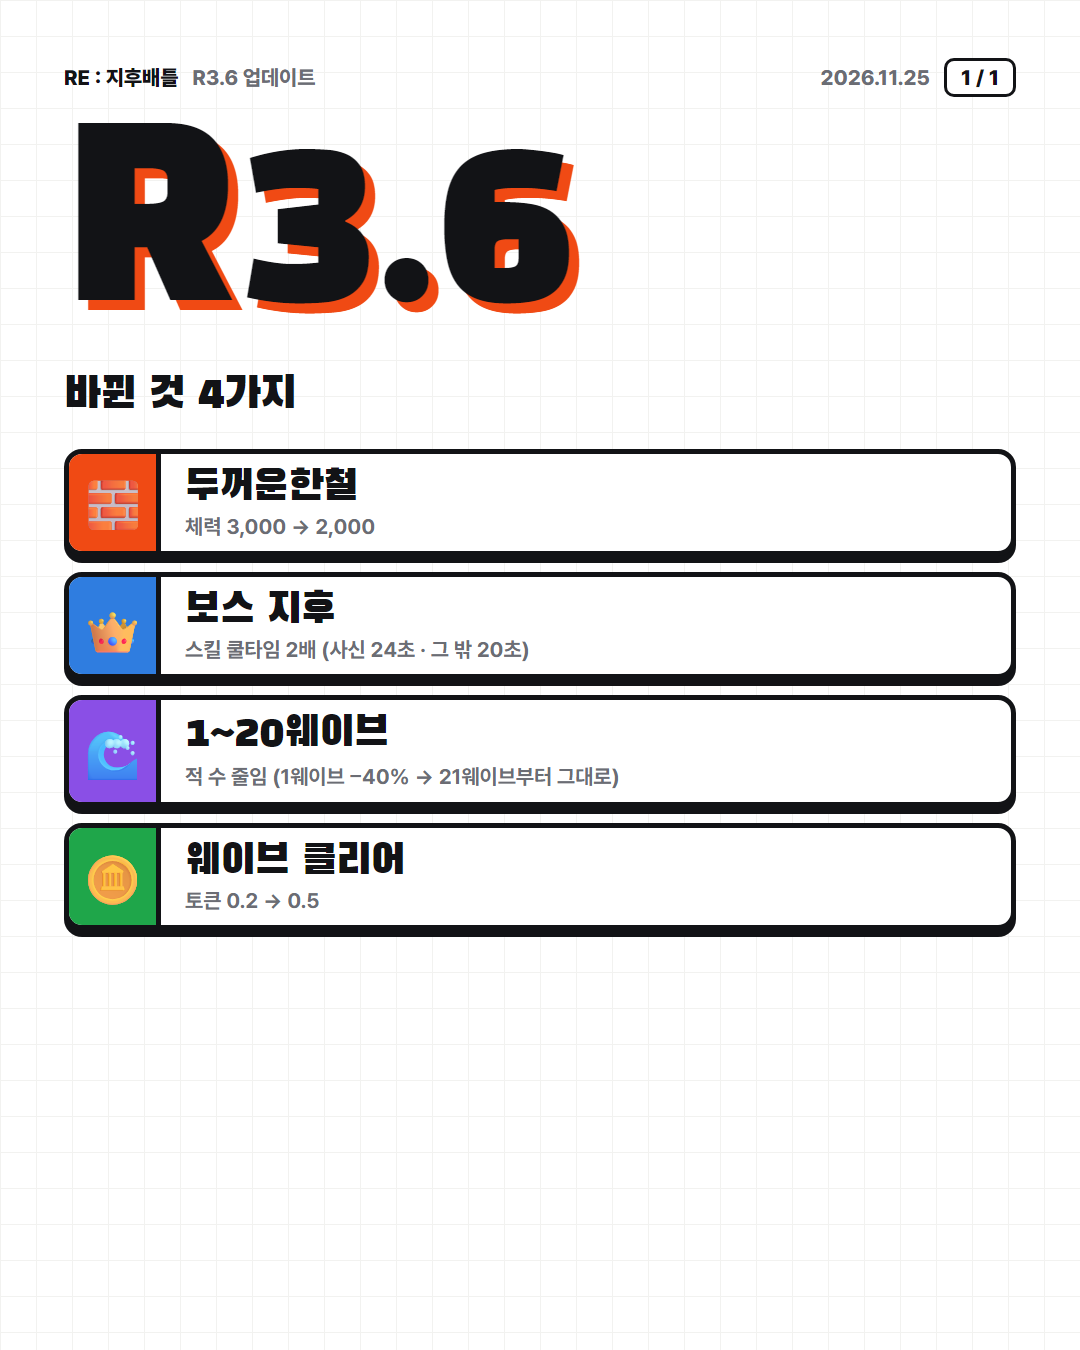 RE : 지후배틀 R3.6 업데이트 2026.11.25 1 / 1
R3.6
바뀐 것 4가지
두꺼운한철
체력 3,000 → 2,000
보스 지후
스킬 쿨타임 2배 (사신 24초 · 그 밖 20초)
1~20웨이브
적 수 줄임 (1웨이브 −40% → 21웨이브부터 그대로)
웨이브 클리어
토큰 0.2 → 0.5